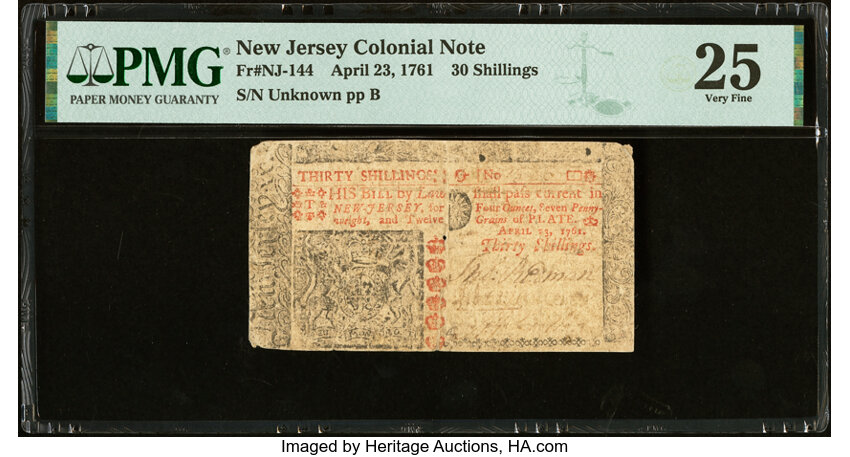 PMG®
PAPER MONEY GUARANTY
New Jersey Colonial Note
Fr#NJ-144 April 23, 1761 30 Shillings
S/N Unknown pp B
25
Very Fine
THIRTY SHILLINGS. No
THIS BILL by Law shall pass current in
NEW-JERSEY, for Four Ounces, Seven Penny-
weight, and Twelve Grains of PLATE.
APRIL 23, 1761.
Thirty Shillings.
Imaged by Heritage Auctions, HA.com